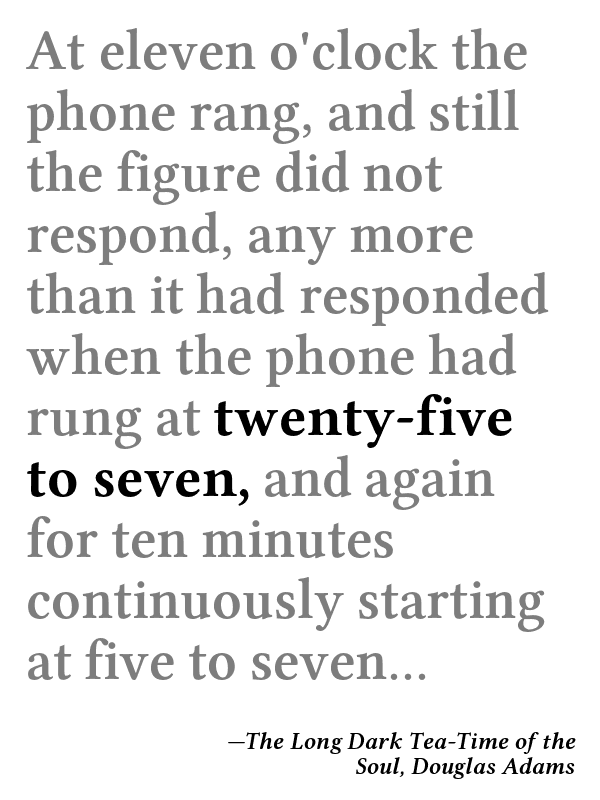 At eleven o'clock the
phone rang, and still
the figure did not
respond, any more
than it had responded
when the phone had
rung at twenty-five
to seven, and again
for ten minutes
continuously starting
at five to seven...
—The Long Dark Tea-Time of the
Soul, Douglas Adams